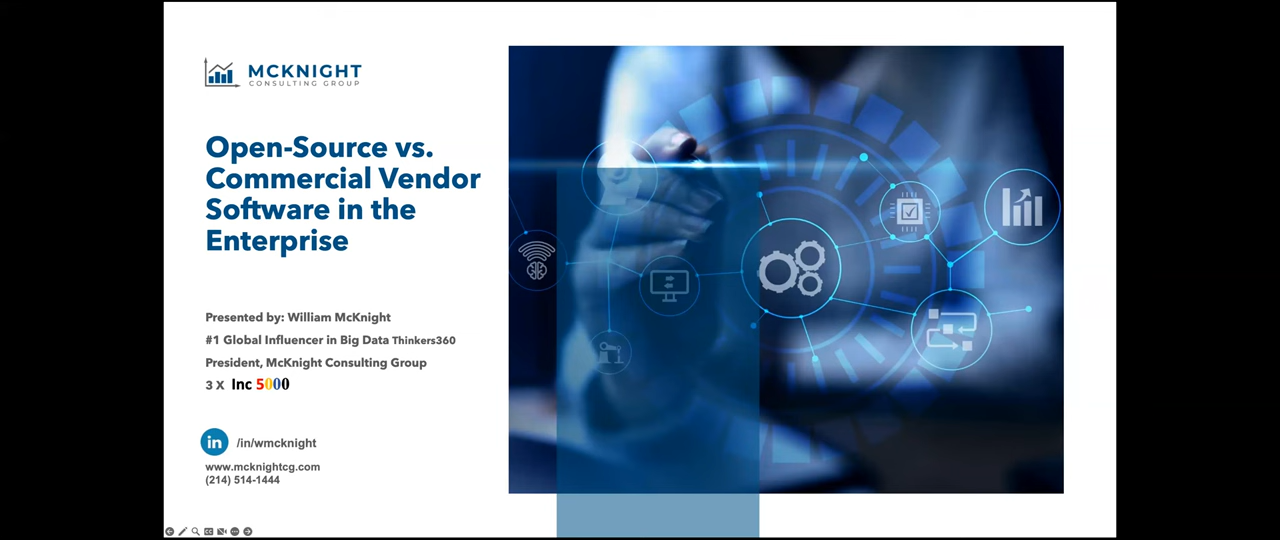 MCKNIGHT
CONSULTING GROUP
Open-Source vs.
Commercial Vendor
Software in the
Enterprise
Presented by: William McKnight
#1 Global Influencer in Big Data Thinkers360
President, McKnight Consulting Group
3 X Inc 5000
in /in/wmcknight
www.mcknightcg.com
(214) 514-1444